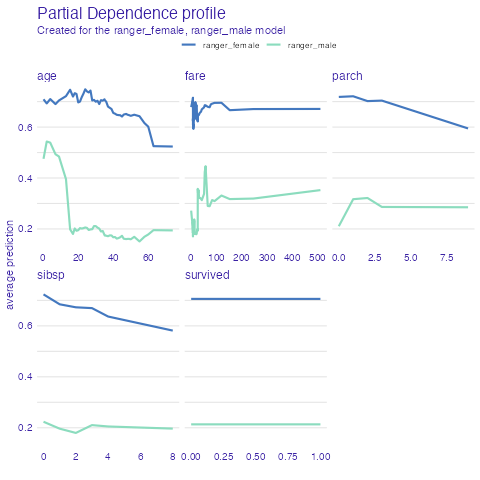 Partial Dependence profile
Created for the ranger_female, ranger_male model
ranger_female ranger_male
age fare parch
0.6
0.4
0.2
0 20 40 60 0 100 200 300 400 500 0.0 2.5 5.0 7.5
average prediction
sibsp survived
0.6
0.4
0.2
0 2 4 6 8 0.00 0.25 0.50 0.75 1.00